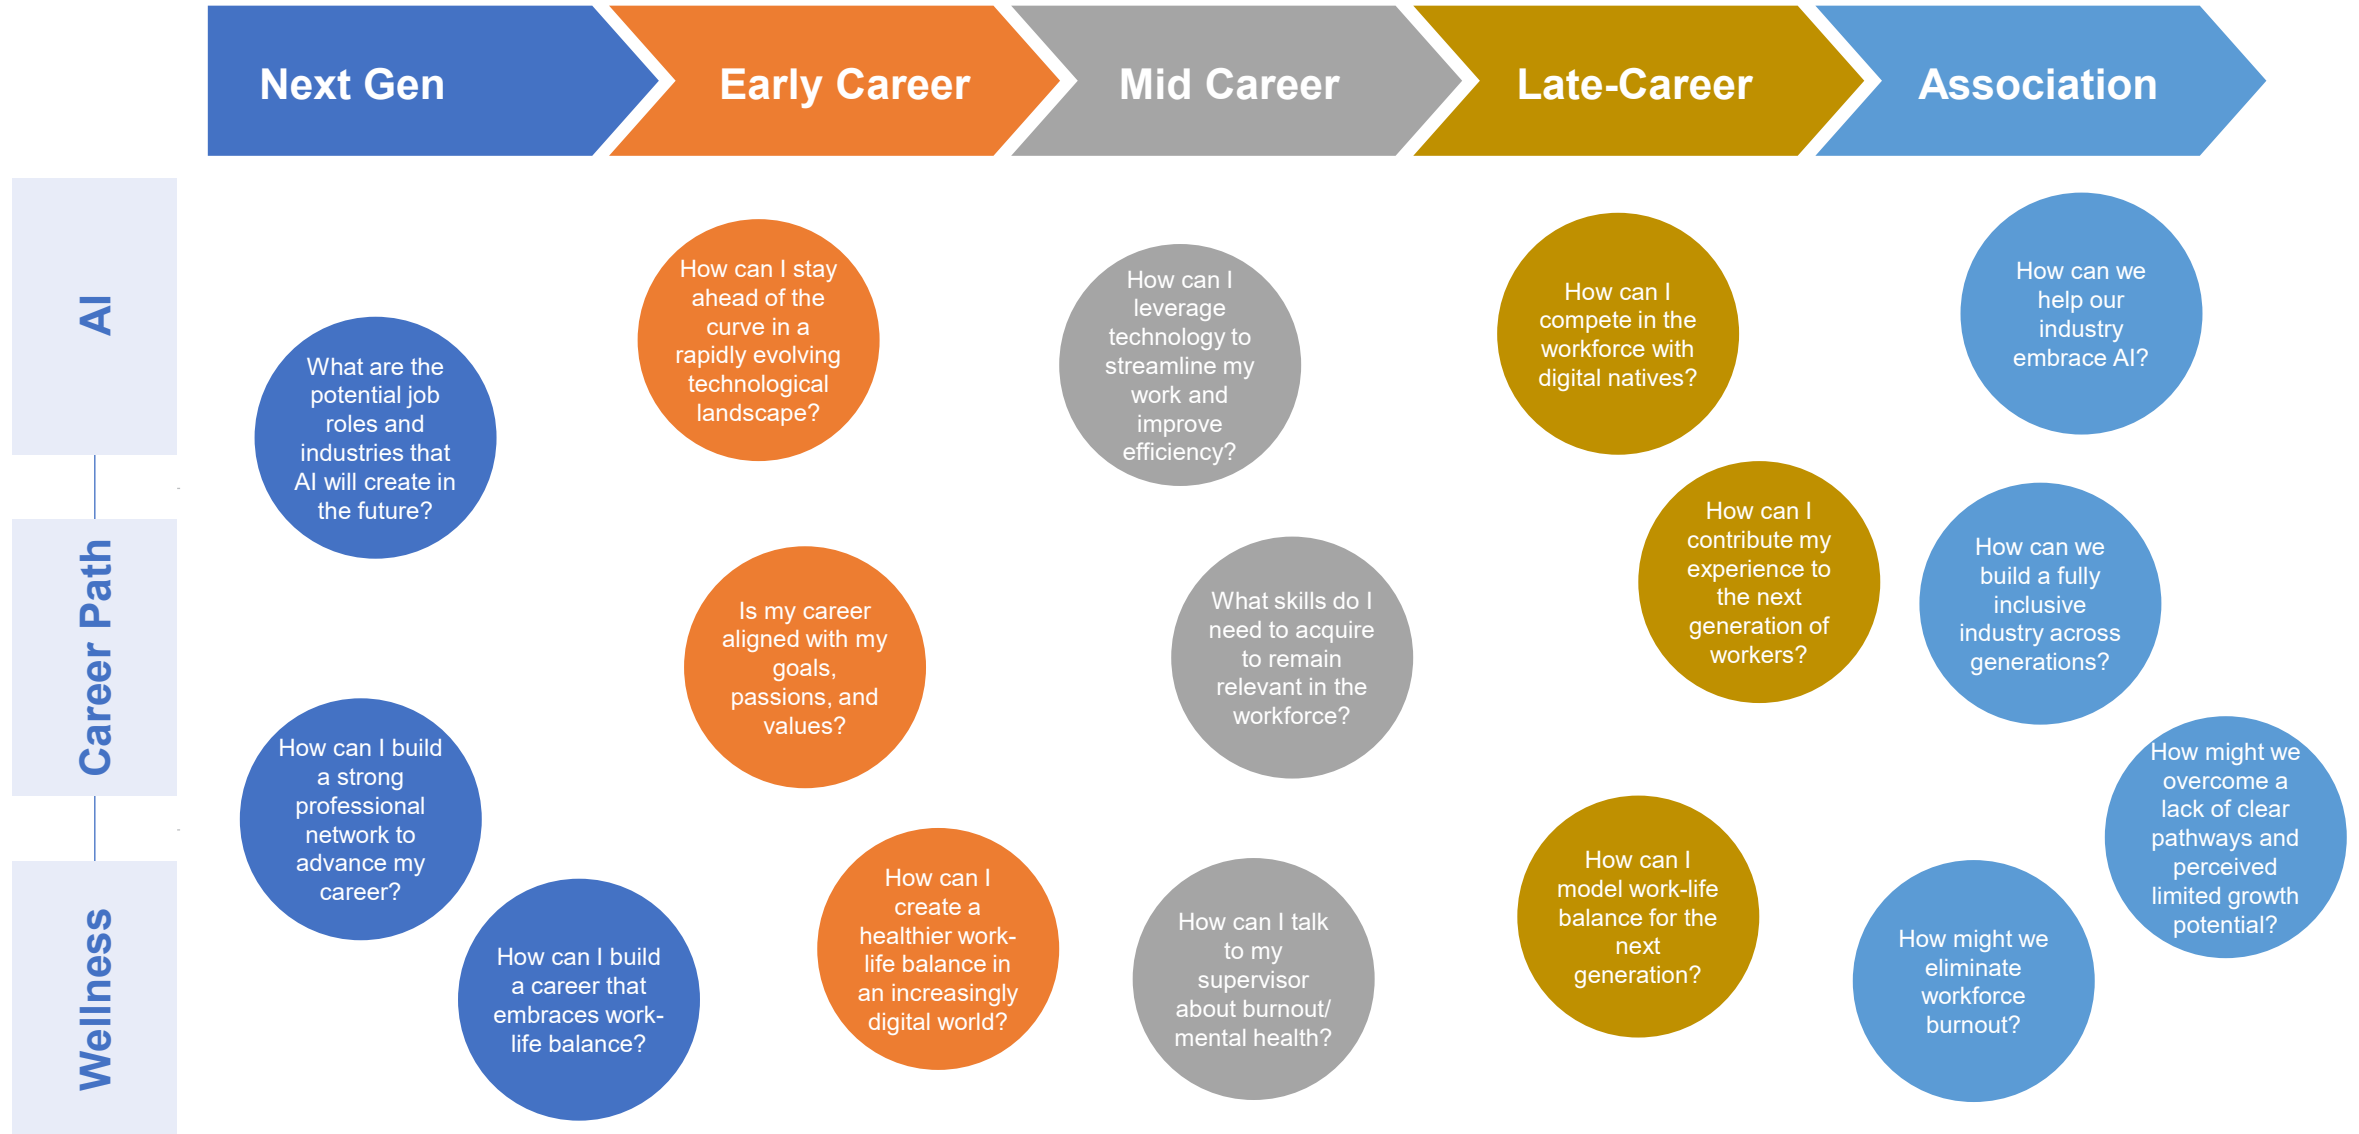 Next Gen
Early Career
Mid Career
Late-Career
Association
AI
Career Path
Wellness
What are the
potential job
roles and
industries that
AI will create in
the future?
How can I stay
ahead of the
curve in a
rapidly evolving
technological
landscape?
How can I
leverage
technology to
streamline my
work and
improve
efficiency?
How can I
compete in the
workforce with
digital natives?
How can we
help our
industry
embrace AI?
How can I build
a strong
professional
network to
advance my
career?
Is my career
aligned with my
goals,
passions, and
values?
What skills do I
need to acquire
to remain
relevant in the
workforce?
How can I
contribute my
experience to
the next
generation of
workers?
How can we
build a fully
inclusive
industry across
generations?
How might we
overcome a
lack of clear
pathways and
perceived
limited growth
potential?
How can I build
a career that
embraces work-
life balance?
How can I
create a
healthier work-
life balance in
an increasingly
digital world?
How can I talk
to my
supervisor
about burnout/
mental health?
How can I
model work-life
balance for the
next
generation?
How might we
eliminate
workforce
burnout?